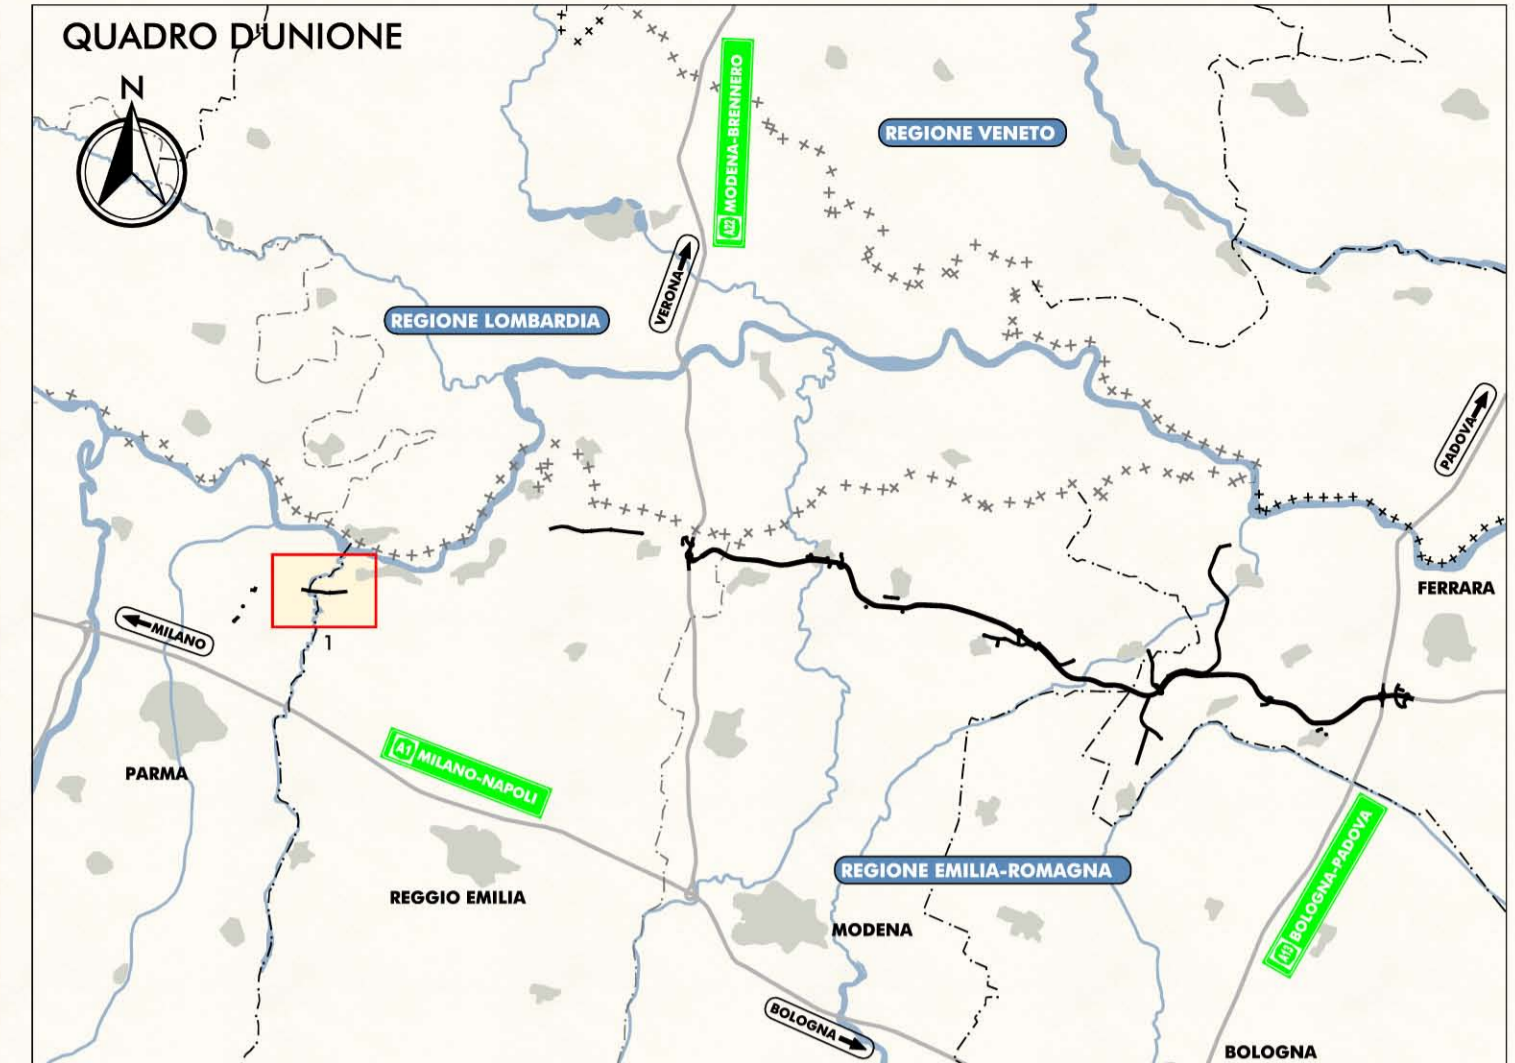 QUADRO D'UNIONE
N
A22 MODENA-BRENNERO
REGIONE VENETO
VERONA
REGIONE LOMBARDIA
PADOVA
FERRARA
MILANO
1
PARMA
A1 MILANO-NAPOLI
REGGIO EMILIA
REGIONE EMILIA-ROMAGNA
MODENA
A13 BOLOGNA-PADOVA
BOLOGNA
BOLOGNA